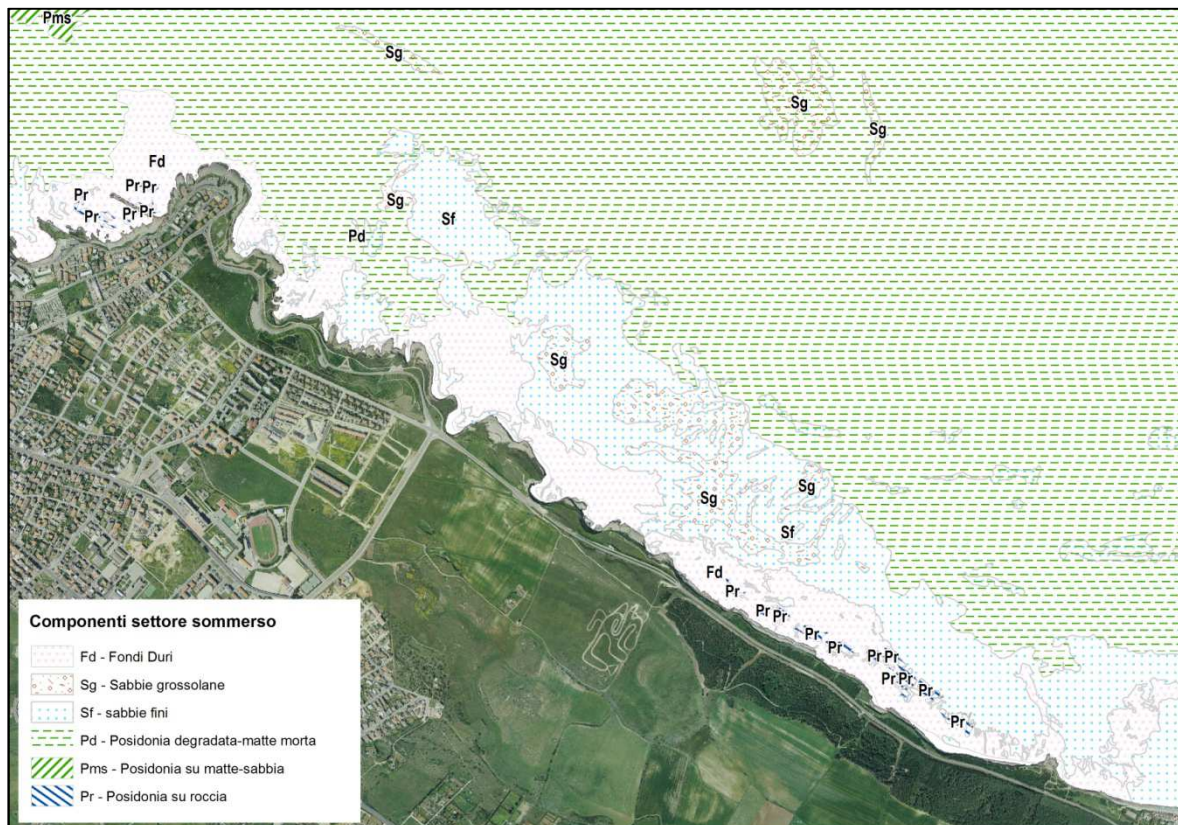 Pms
Sg
Sg
Sg
Fd
Pr Pr
Pr
Pr
Pr Pr
Sg
Sf
Pd
Sg
Sg
Sg
Sf
Fd
Pr
Pr Pr
Pr
Pr
Pr Pr
Pr Pr
Pr
Pr
Componenti settore sommerso
Fd - Fondi Duri
Sg - Sabbie grossolane
Sf - sabbie fini
Pd - Posidonia degradata-matte morta
Pms - Posidonia su matte-sabbia
Pr - Posidonia su roccia